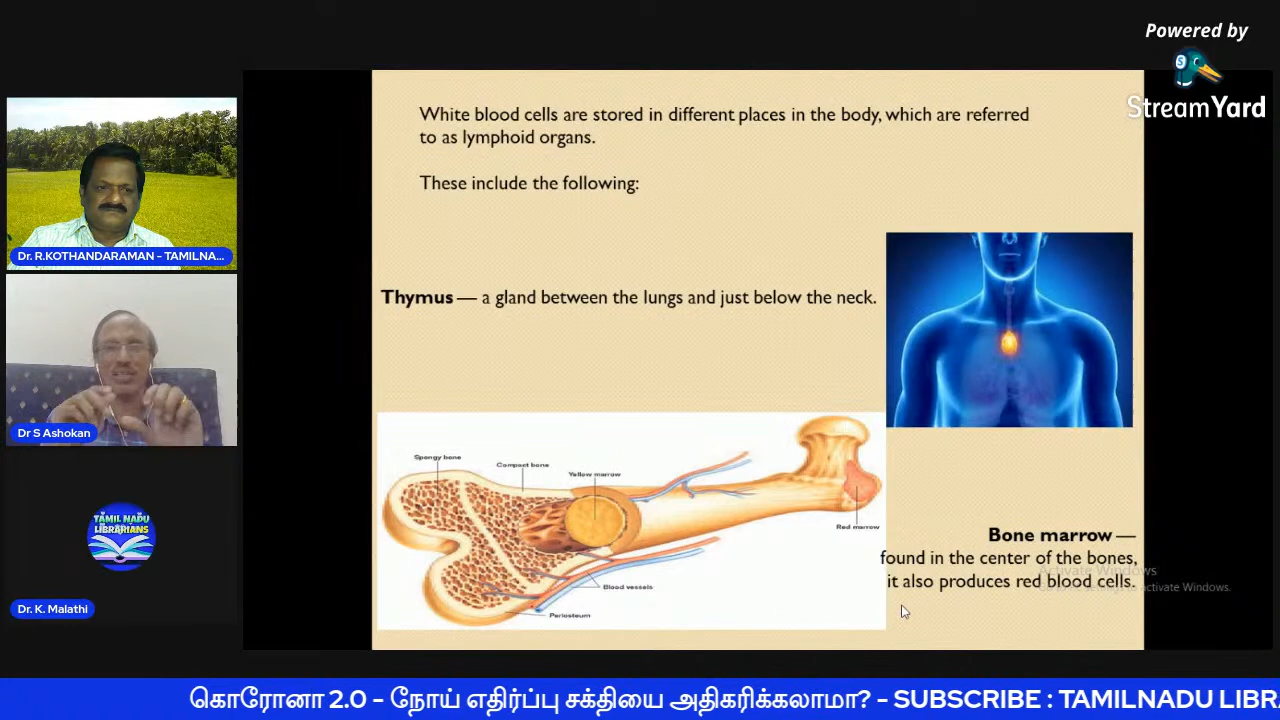 Powered by
StreamYard
White blood cells are stored in different places in the body, which are referred
to as lymphoid organs.
These include the following:
Thymus — a gland between the lungs and just below the neck.
Spongy bone
Compact bone
Yellow marrow
Red marrow
Blood vessels
Periosteum
Bone marrow —
found in the center of the bones,
it also produces red blood cells.
Activate Windows
Dr. R.KOTHANDARAMAN - TAMILNA...
Dr S Ashokan
TAMIL NADU
LIBRARIANS
Dr. K. Malathi
கொரோனா 2.0 - நோய் எதிர்ப்பு சக்தியை அதிகரிக்கலாமா? - SUBSCRIBE : TAMILNADU LIBRA